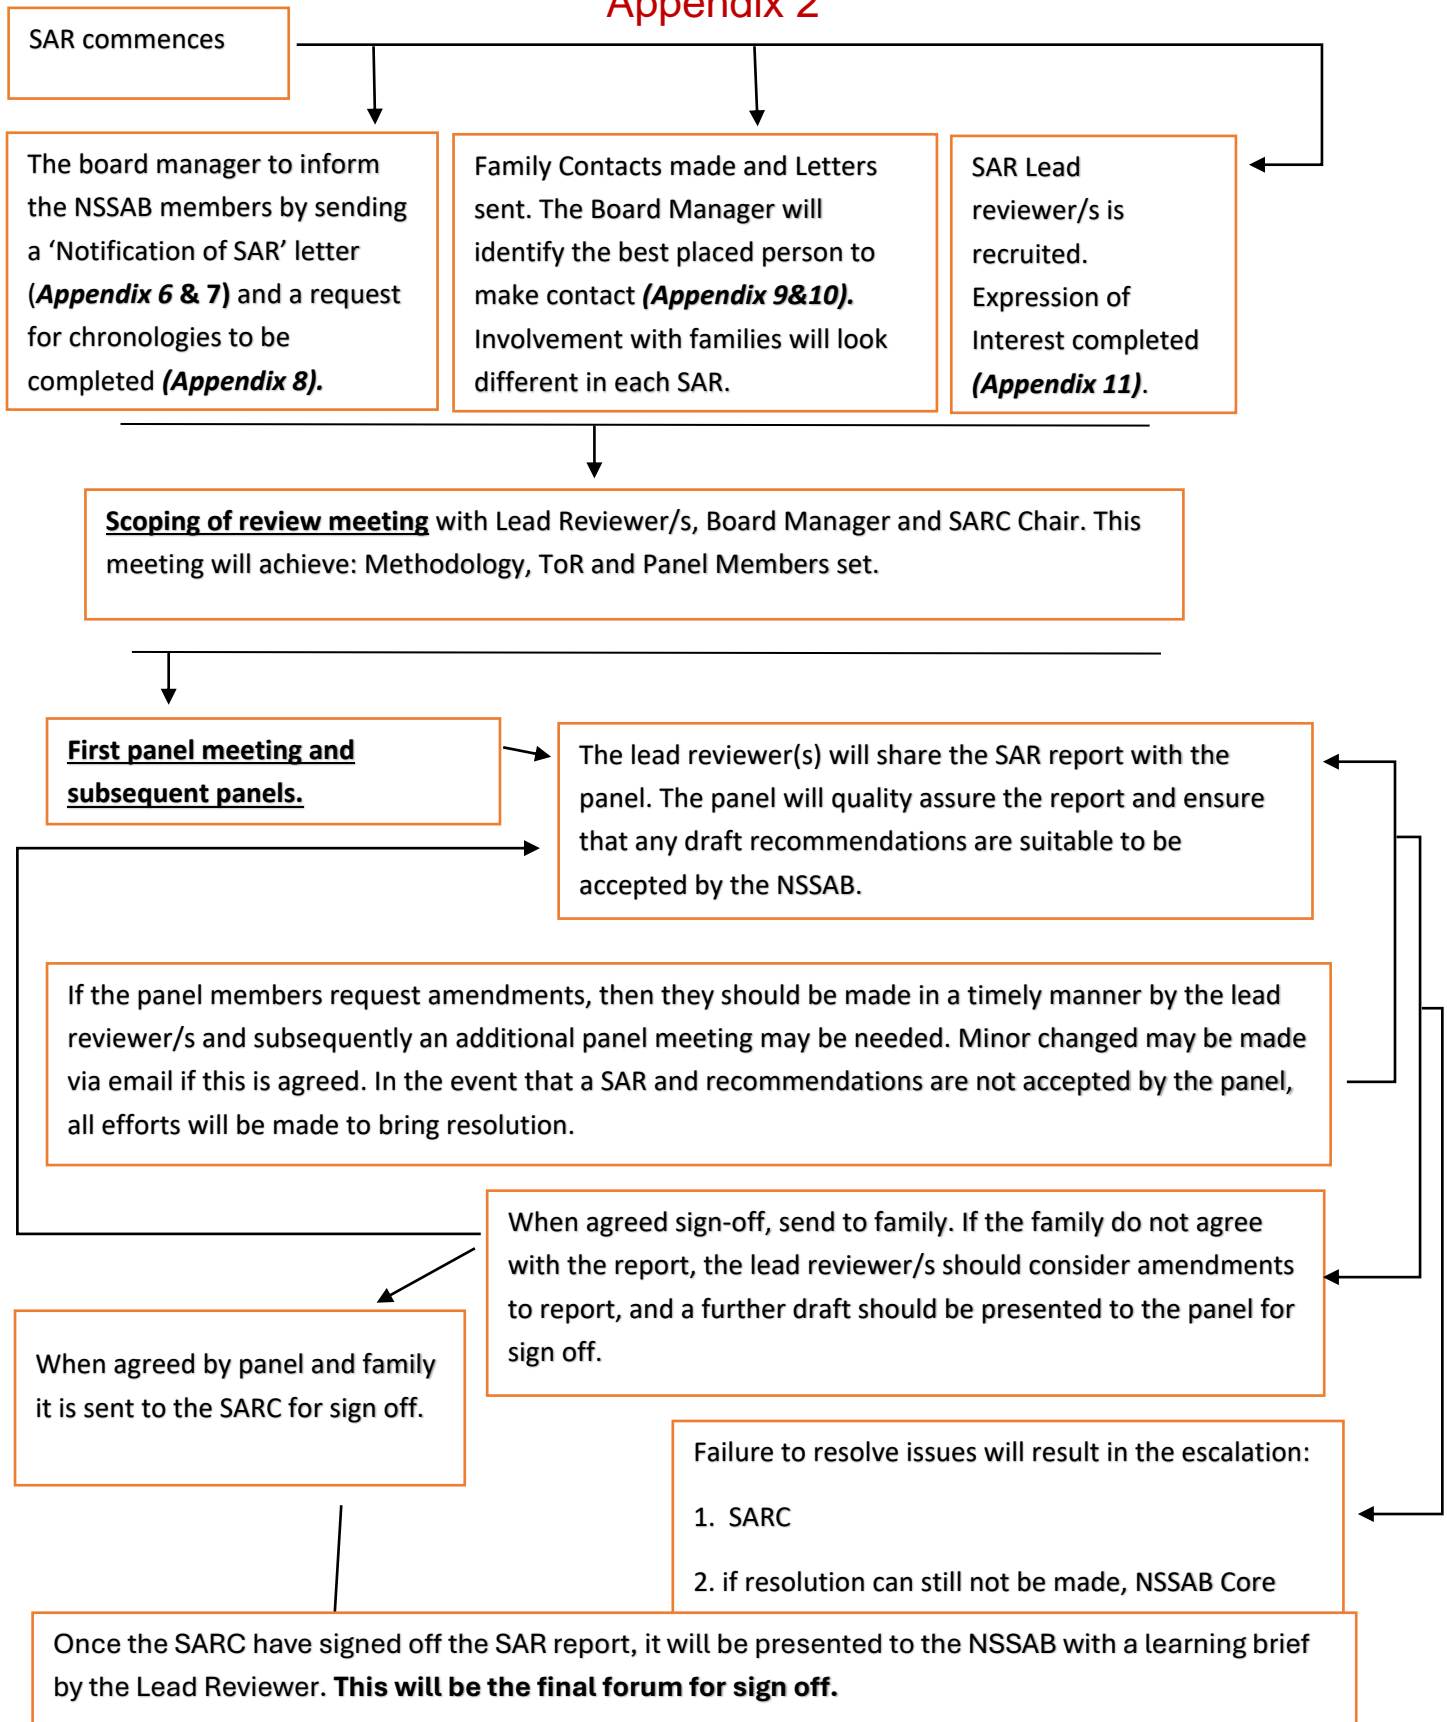 Appendix 2
SAR commences
The board manager to inform
the NSSAB members by sending
a ‘Notification of SAR’ letter
(Appendix 6 & 7) and a request
for chronologies to be
completed (Appendix 8).
Family Contacts made and Letters
sent. The Board Manager will
identify the best placed person to
make contact (Appendix 9&10).
Involvement with families will look
different in each SAR.
SAR Lead
reviewer/s is
recruited.
Expression of
Interest completed
(Appendix 11).
Scoping of review meeting with Lead Reviewer/s, Board Manager and SARC Chair. This
meeting will achieve: Methodology, ToR and Panel Members set.
First panel meeting and
subsequent panels.
The lead reviewer(s) will share the SAR report with the
panel. The panel will quality assure the report and ensure
that any draft recommendations are suitable to be
accepted by the NSSAB.
If the panel members request amendments, then they should be made in a timely manner by the lead
reviewer/s and subsequently an additional panel meeting may be needed. Minor changed may be made
via email if this is agreed. In the event that a SAR and recommendations are not accepted by the panel,
all efforts will be made to bring resolution.
When agreed sign-off, send to family. If the family do not agree
with the report, the lead reviewer/s should consider amendments
to report, and a further draft should be presented to the panel for
sign off.
When agreed by panel and family
it is sent to the SARC for sign off.
Failure to resolve issues will result in the escalation:
1. SARC
2. if resolution can still not be made, NSSAB Core
Once the SARC have signed off the SAR report, it will be presented to the NSSAB with a learning brief
by the Lead Reviewer. This will be the final forum for sign off.